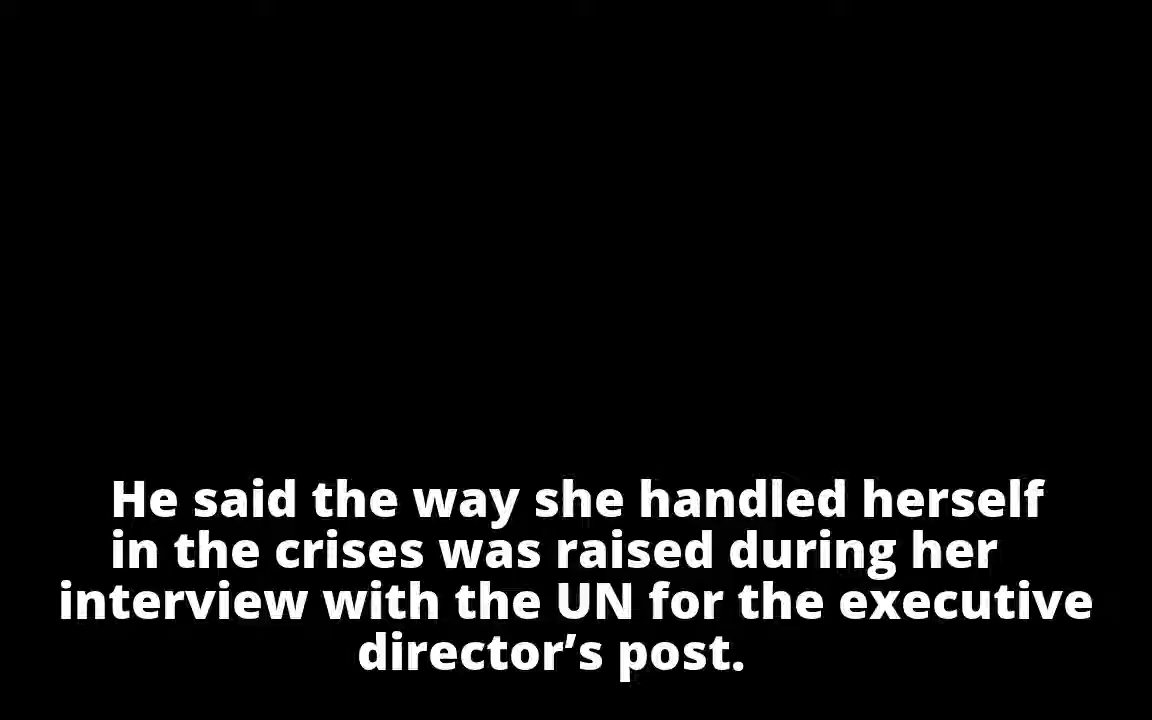 He said the way she handled herself
in the crises was raised during her
interview with the UN for the executive
director’s post.